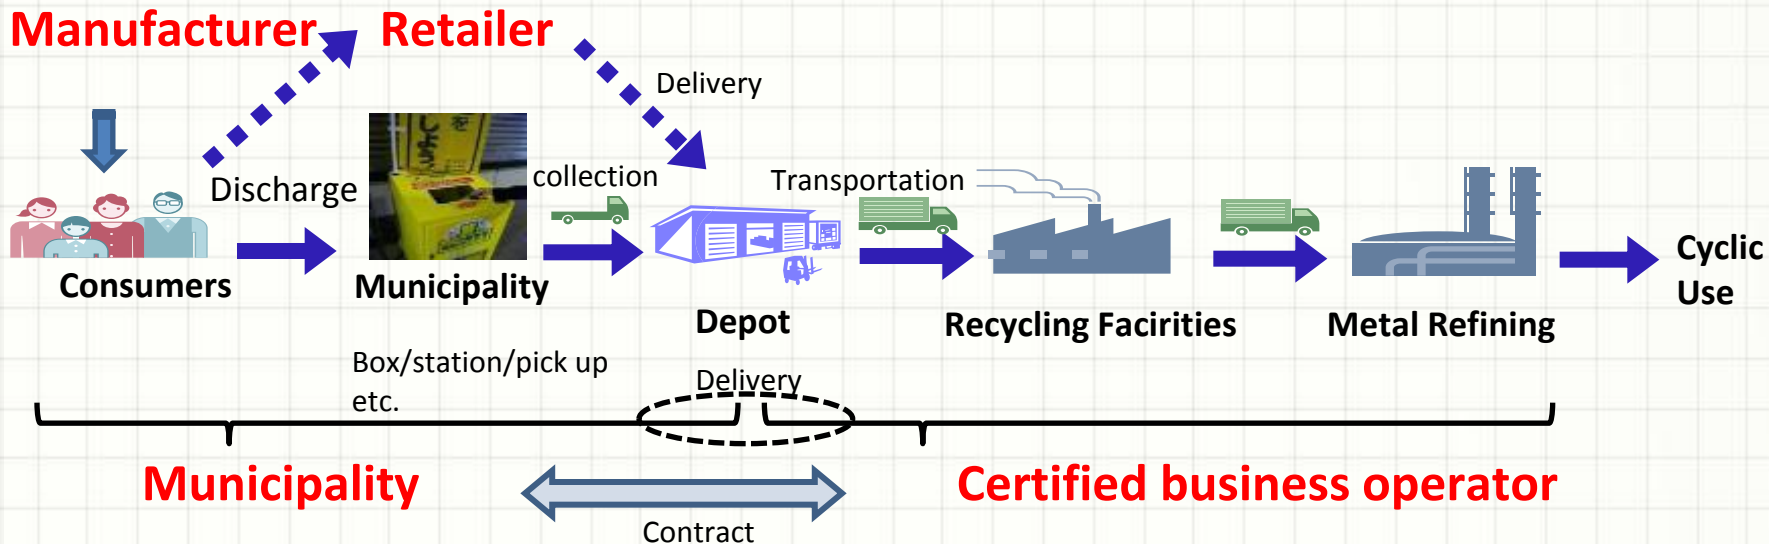 Manufacturer
Retailer
Delivery
Discharge
collection
Transportation
Consumers
Municipality
Depot
Recycling Facirities
Metal Refining
Cyclic
Use
Box/station/pick up
etc.
Delivery
Municipality
Certified business operator
Contract